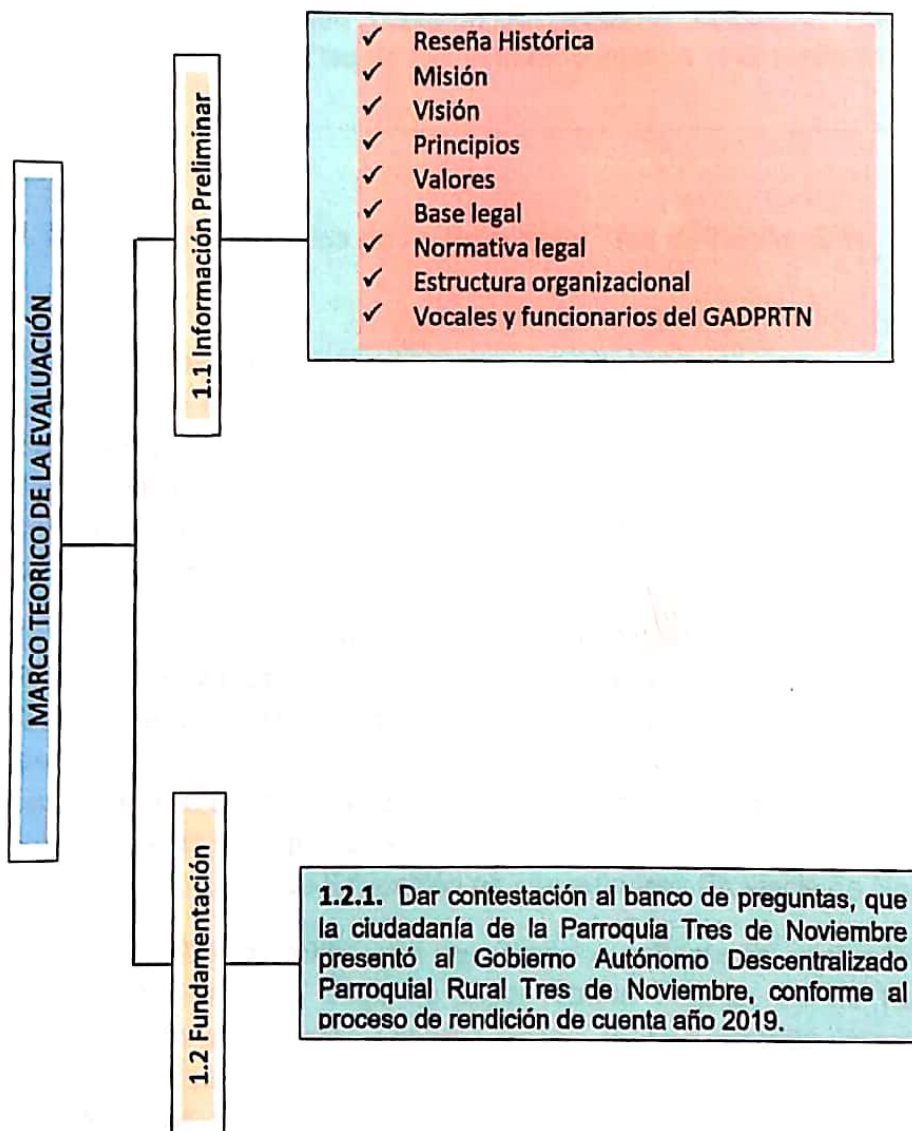 MARCO TEORICO DE LA EVALUACIÓN
1.1 Información Preliminar
✓ Reseña Histórica
✓ Misión
✓ Visión
✓ Principios
✓ Valores
✓ Base legal
✓ Normativa legal
✓ Estructura organizacional
✓ Vocales y funcionarios del GADPRTN
1.2 Fundamentación
1.2.1. Dar contestación al banco de preguntas, que
la ciudadanía de la Parroquia Tres de Noviembre
presentó al Gobierno Autónomo Descentralizado
Parroquial Rural Tres de Noviembre, conforme al
proceso de rendición de cuenta año 2019.